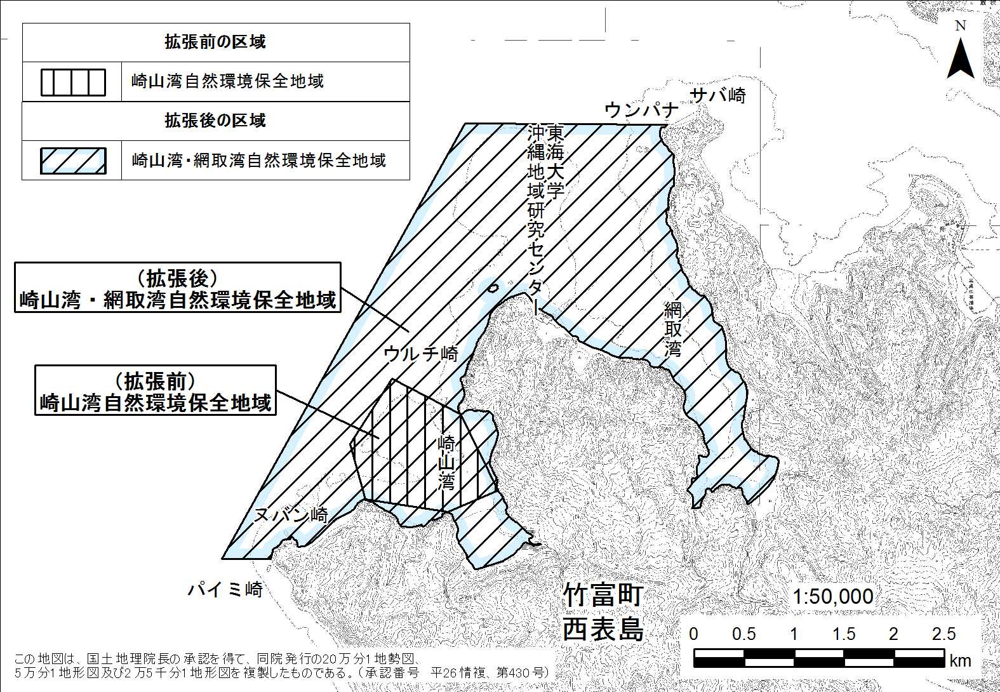 拡張前の区域
崎山湾自然環境保全地域
拡張後の区域
崎山湾・網取湾自然環境保全地域
N
サバ崎
ウンパナ
東海大学
沖縄地域研究センター
（拡張後）
崎山湾・網取湾自然環境保全地域
網取湾
ウルチ崎
（拡張前）
崎山湾自然環境保全地域
崎山湾
ヌバン崎
パイミ崎
竹富町
西表島
1:50,000
0 0.5 1 1.5 2 2.5
km
この地図は、国土地理院長の承認を得て、同院発行の20万分1地勢図、
5万分1地形図及び2万5千分1地形図を複製したものである。（承認番号　平26情複、第430号）